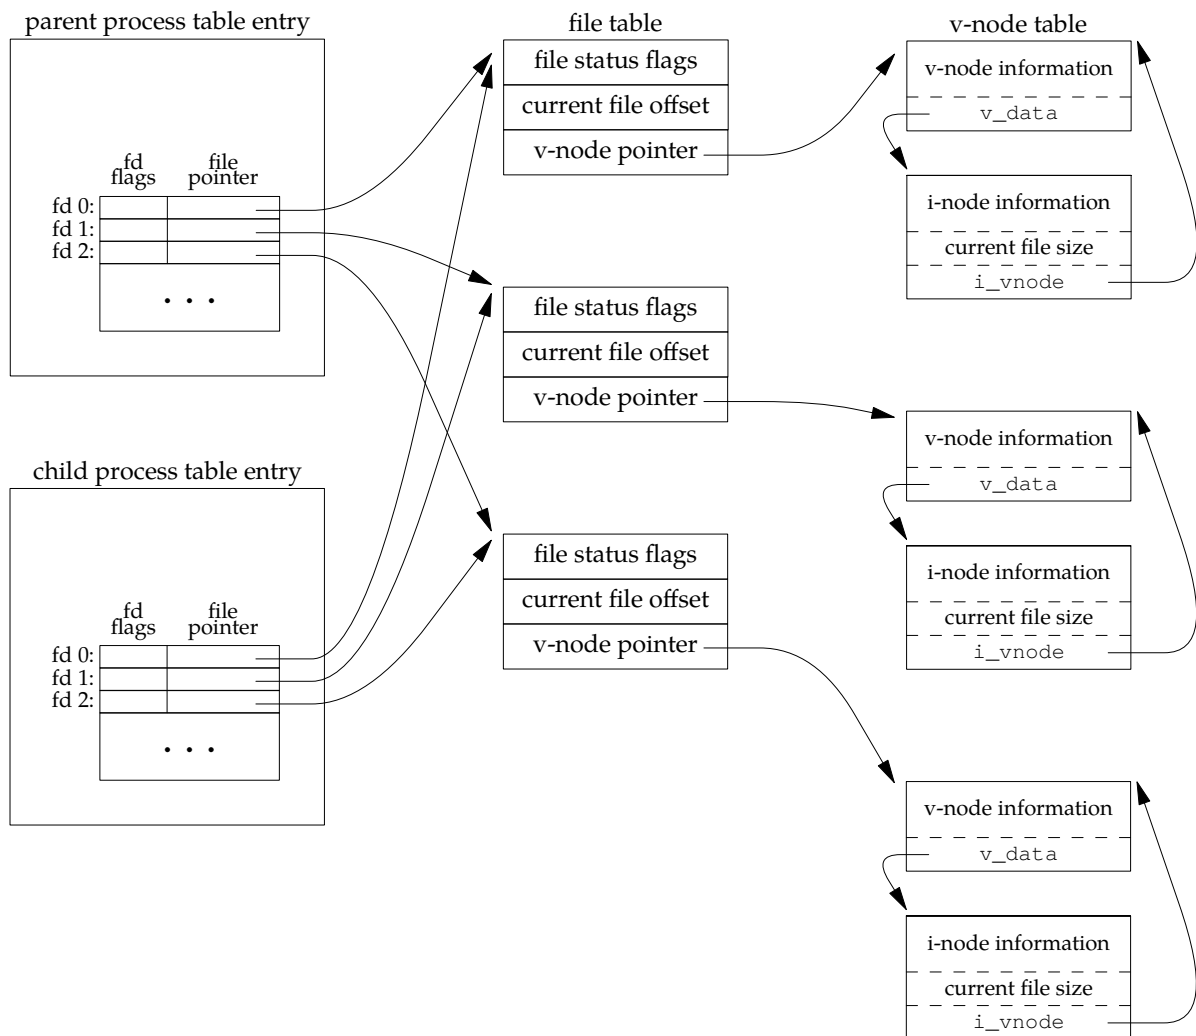 parent process table entry
fd
flags
file
pointer
fd 0:
fd 1:
fd 2:
. . .
child process table entry
fd
flags
file
pointer
fd 0:
fd 1:
fd 2:
. . .
file table
file status flags
current file offset
v-node pointer
file status flags
current file offset
v-node pointer
file status flags
current file offset
v-node pointer
v-node table
v-node information
v_data
i-node information
current file size
i_vnode
v-node information
v_data
i-node information
current file size
i_vnode
v-node information
v_data
i-node information
current file size
i_vnode